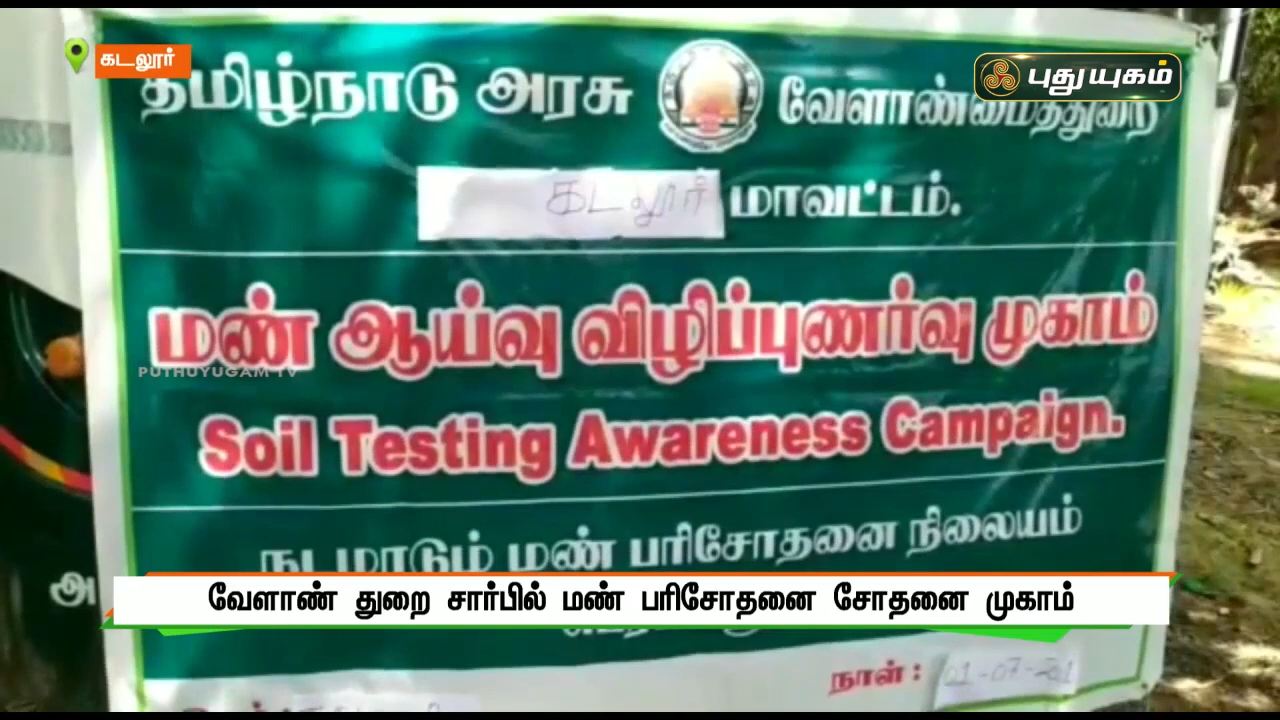 கடலூர்
புதுயுகம்
தமிழ்நாடு அரசு வேளாண்மைத்துறை
கடலூர் மாவட்டம்.
மண் ஆய்வு விழிப்புணர்வு முகாம்
PUTHUYUGAM TV
Soil Testing Awareness Campaign.
நடமாடும் மண் பரிசோதனை நிலையம்
வேளாண் துறை சார்பில் மண் பரிசோதனை சோதனை முகாம்
நாள் :